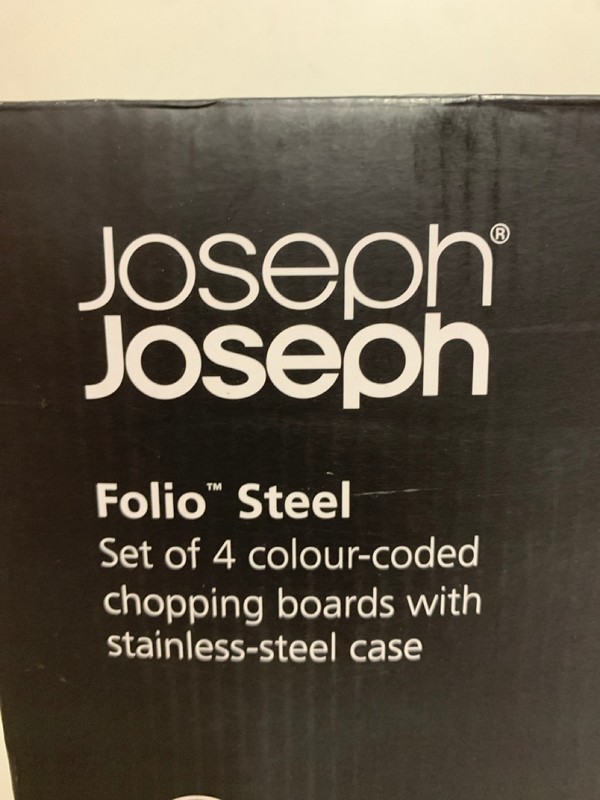 Joseph®
Joseph
Folio™ Steel
Set of 4 colour-coded
chopping boards with
stainless-steel case